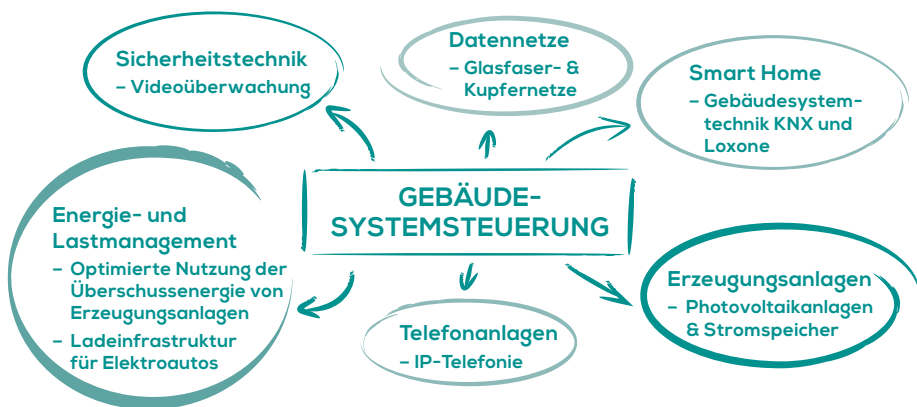 Sicherheitstechnik
– Videoüberwachung
Datennetze
– Glasfaser- &
Kupfernetze
Smart Home
– Gebäudesystem-
technik KNX und
Loxone
GEBÄUDE-
SYSTEMSTEUERUNG
Energie- und
Lastmanagement
– Optimierte Nutzung der
Überschussenergie von
Erzeugungsanlagen
– Ladeinfrastruktur
für Elektroautos
Telefonanlagen
– IP-Telefonie
Erzeugungsanlagen
– Photovoltaikanlagen
& Stromspeicher